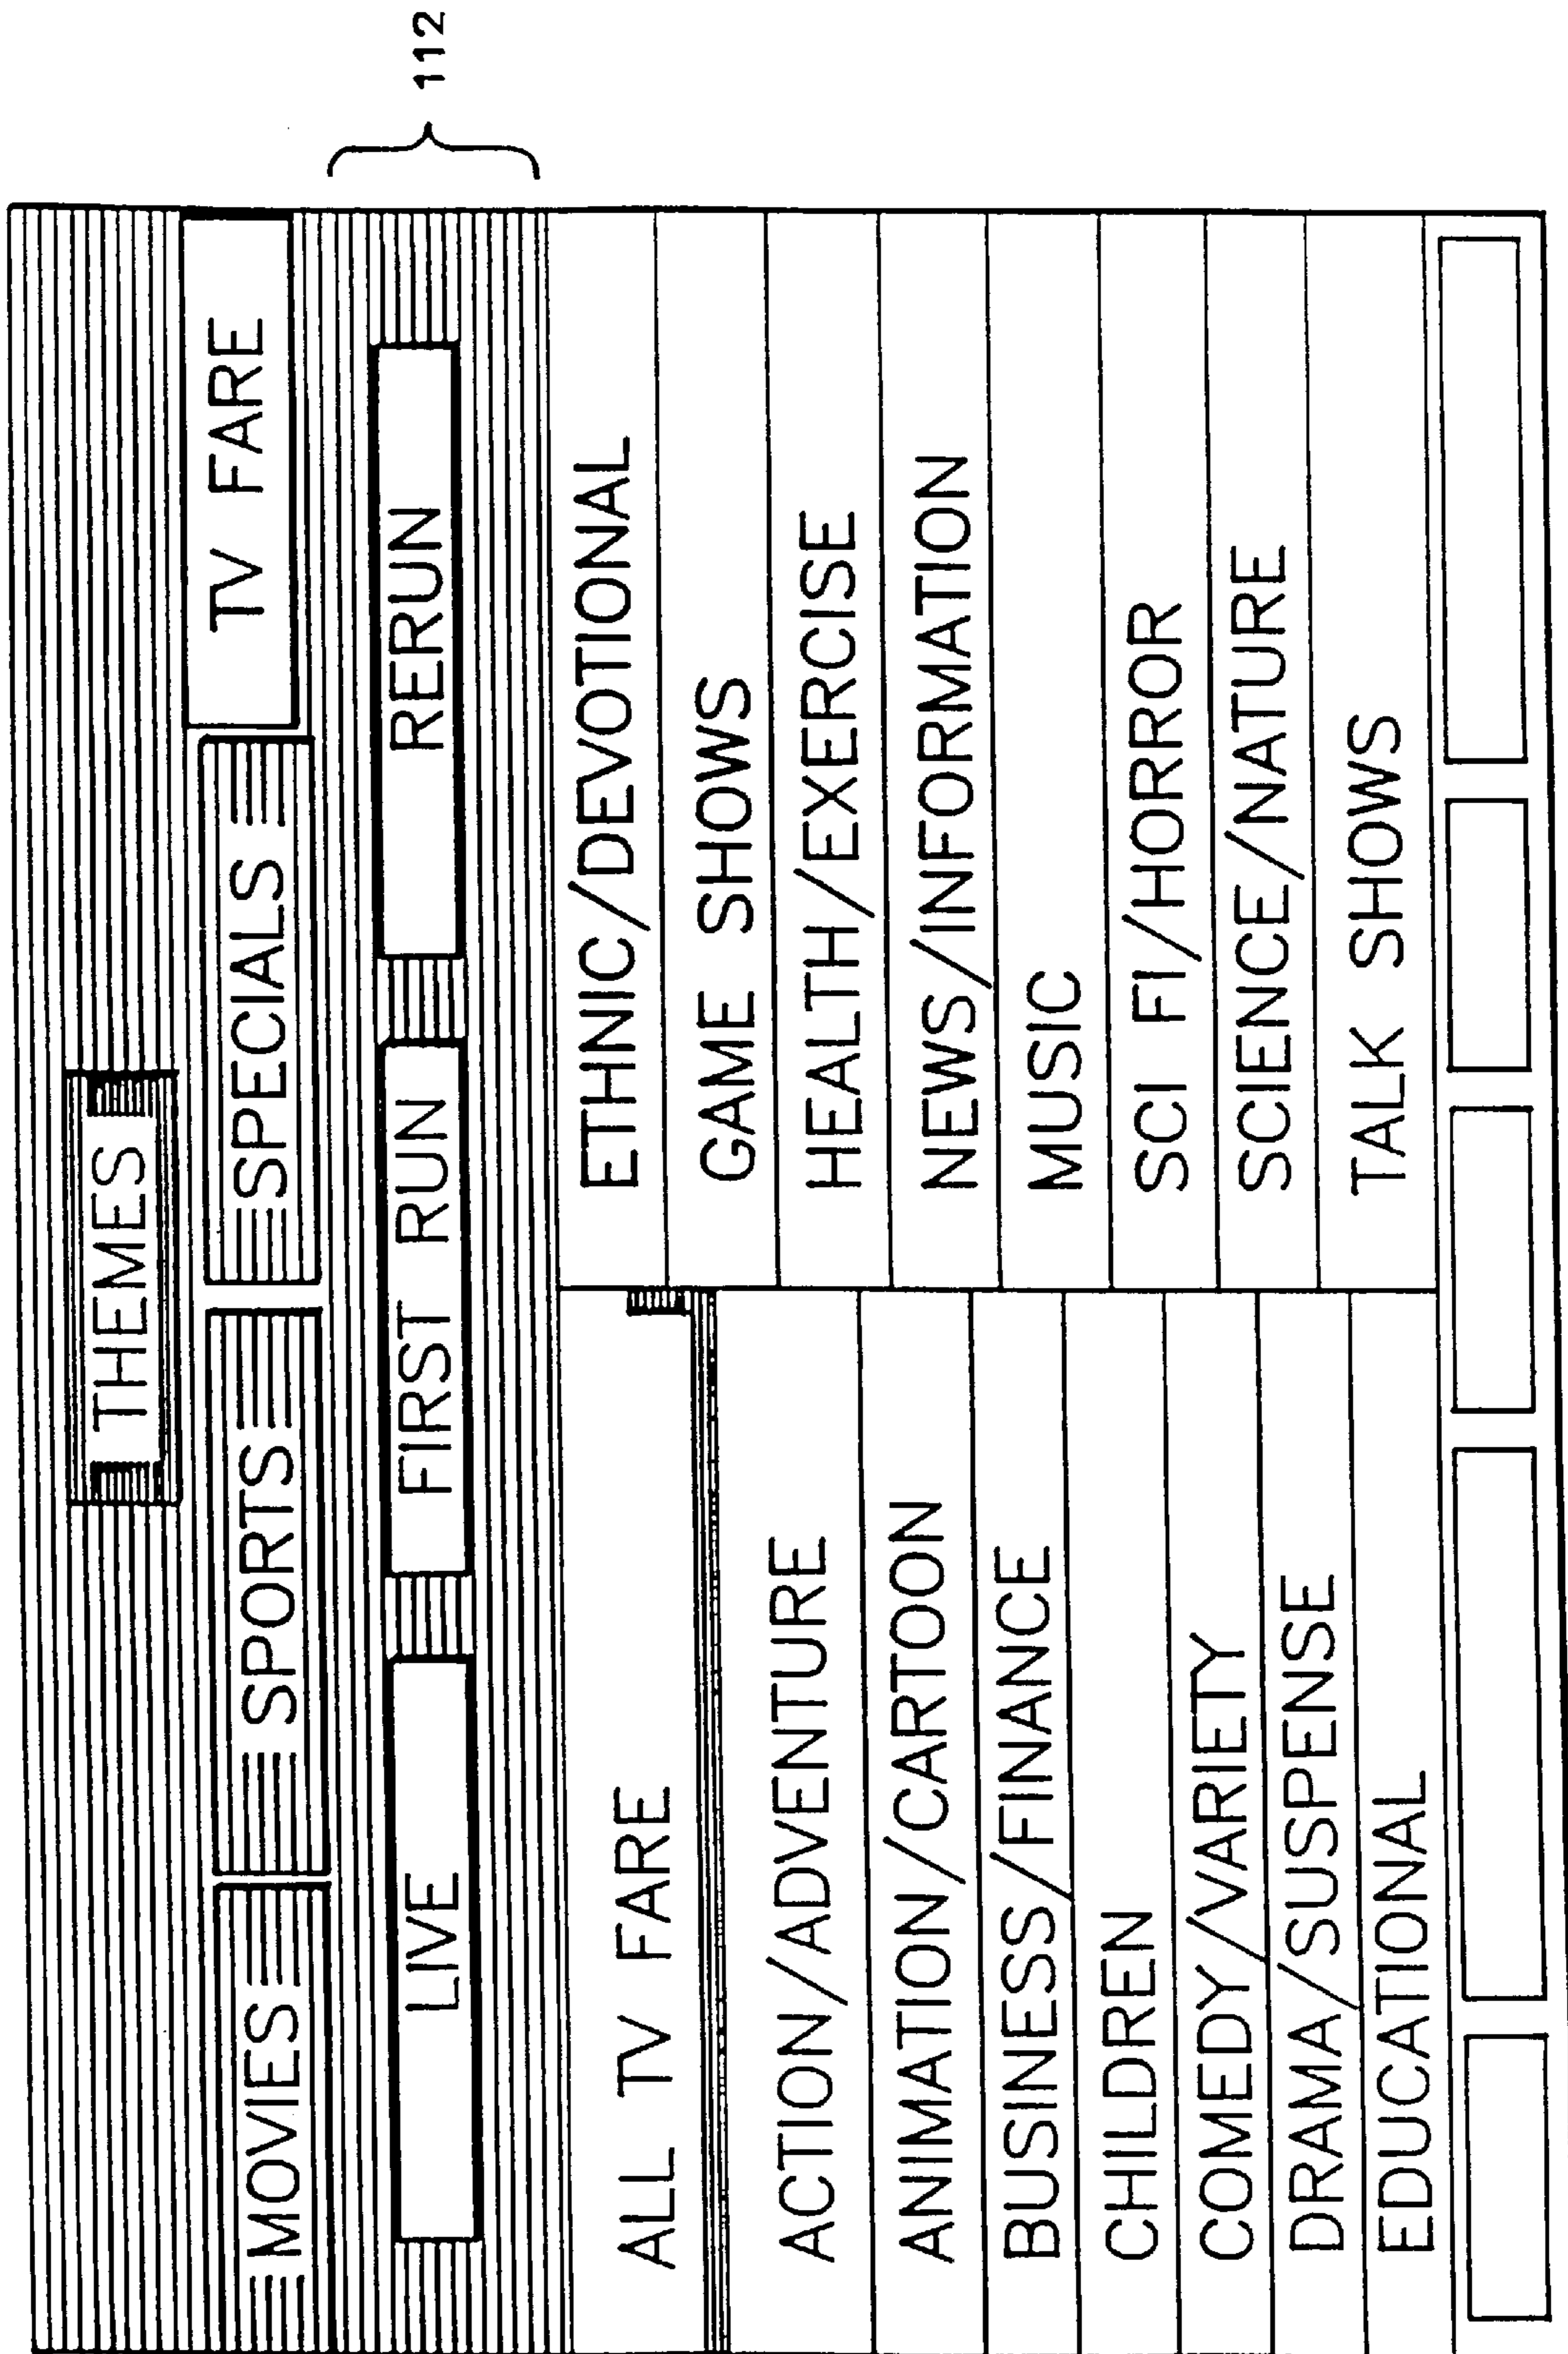 THEMES
MOVIES SPORTS SPECIALS TV FARE
LIVE FIRST RUN RERUN
112
ALL TV FARE
ACTION/ADVENTURE
ANIMATION/CARTOON
BUSINESS/FINANCE
CHILDREN
COMEDY/VARIETY
DRAMA/SUSPENSE
EDUCATIONAL
ETHNIC/DEVOTIONAL
GAME SHOWS
HEALTH/EXERCISE
NEWS/INFORMATION
MUSIC
SCI FI/HORROR
SCIENCE/NATURE
TALK SHOWS